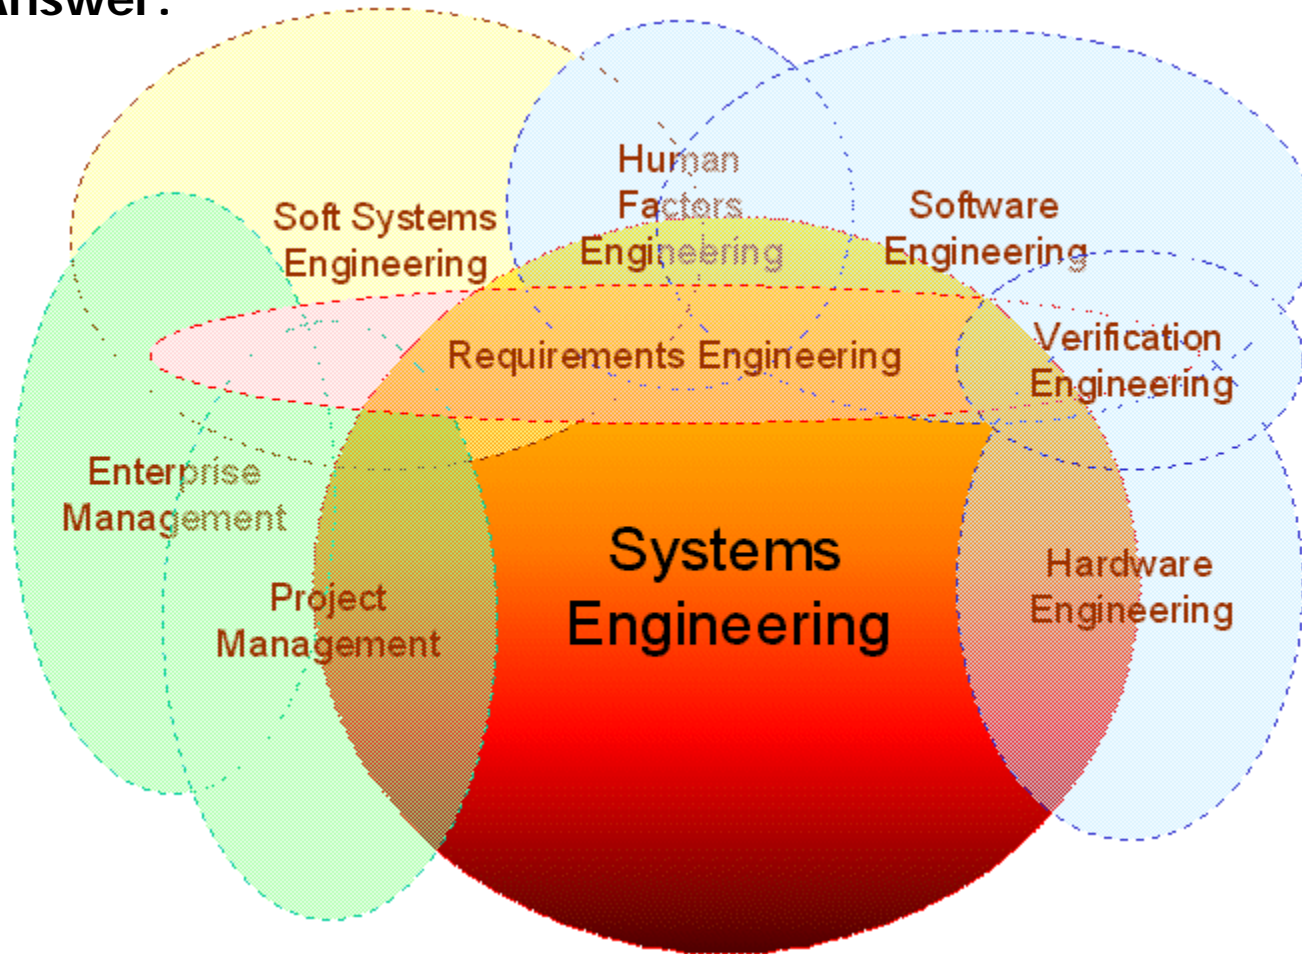 Answer:
Human
Factors
Engineering
Soft Systems
Engineering
Software
Engineering
Requirements Engineering
Verification
Engineering
Enterprise
Management
Systems
Engineering
Hardware
Engineering
Project
Management